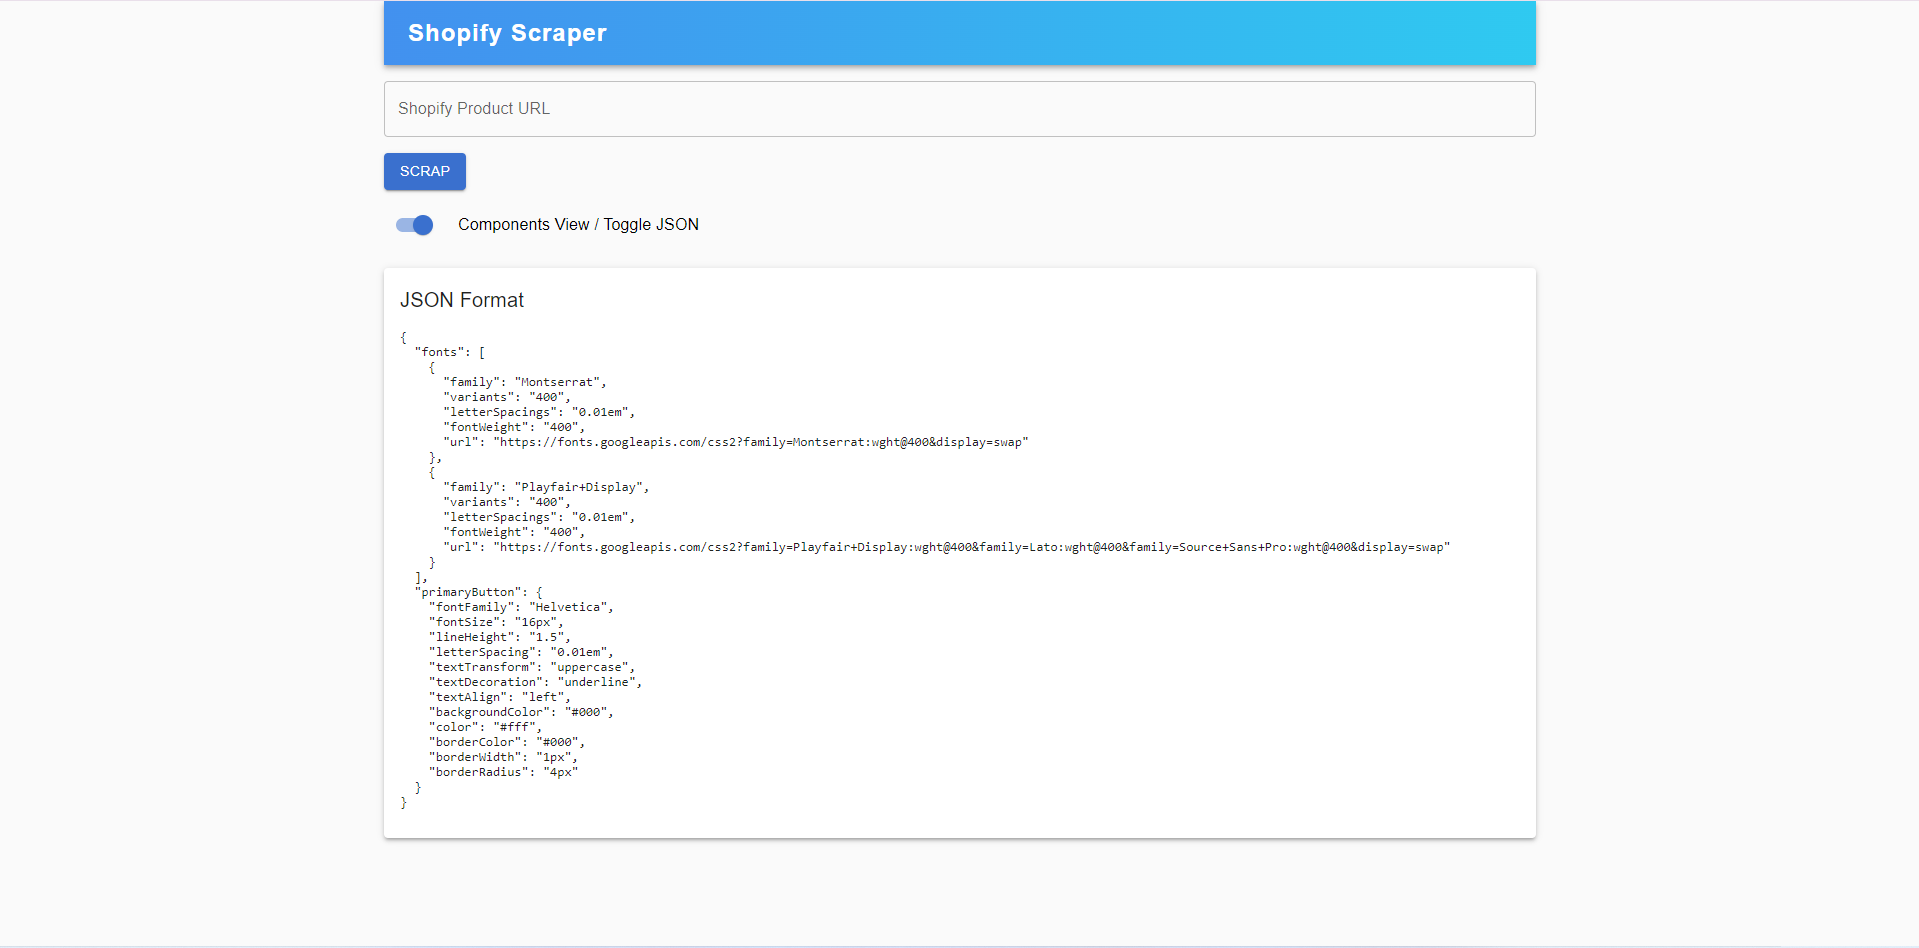 Shopify Scraper
Shopify Product URL
SCRAP
Components View / Toggle JSON
JSON Format
{
  "fonts": [
    {
      "family": "Montserrat",
      "variants": "400",
      "letterSpacings": "0.01em",
      "fontWeight": "400",
      "url": "https://fonts.googleapis.com/css2?family=Montserrat:wght@400&display=swap"
    },
    {
      "family": "Playfair+Display",
      "variants": "400",
      "letterSpacings": "0.01em",
      "fontWeight": "400",
      "url": "https://fonts.googleapis.com/css2?family=Playfair+Display:wght@400&family=Lato:wght@400&family=Source+Sans+Pro:wght@400&display=swap"
    }
  ],
  "primaryButton": {
    "fontFamily": "Helvetica",
    "fontSize": "16px",
    "lineHeight": "1.5",
    "letterSpacing": "0.01em",
    "textTransform": "uppercase",
    "textDecoration": "underline",
    "textAlign": "left",
    "backgroundColor": "#000",
    "color": "#fff",
    "borderColor": "#000",
    "borderWidth": "1px",
    "borderRadius": "4px"
  }
}